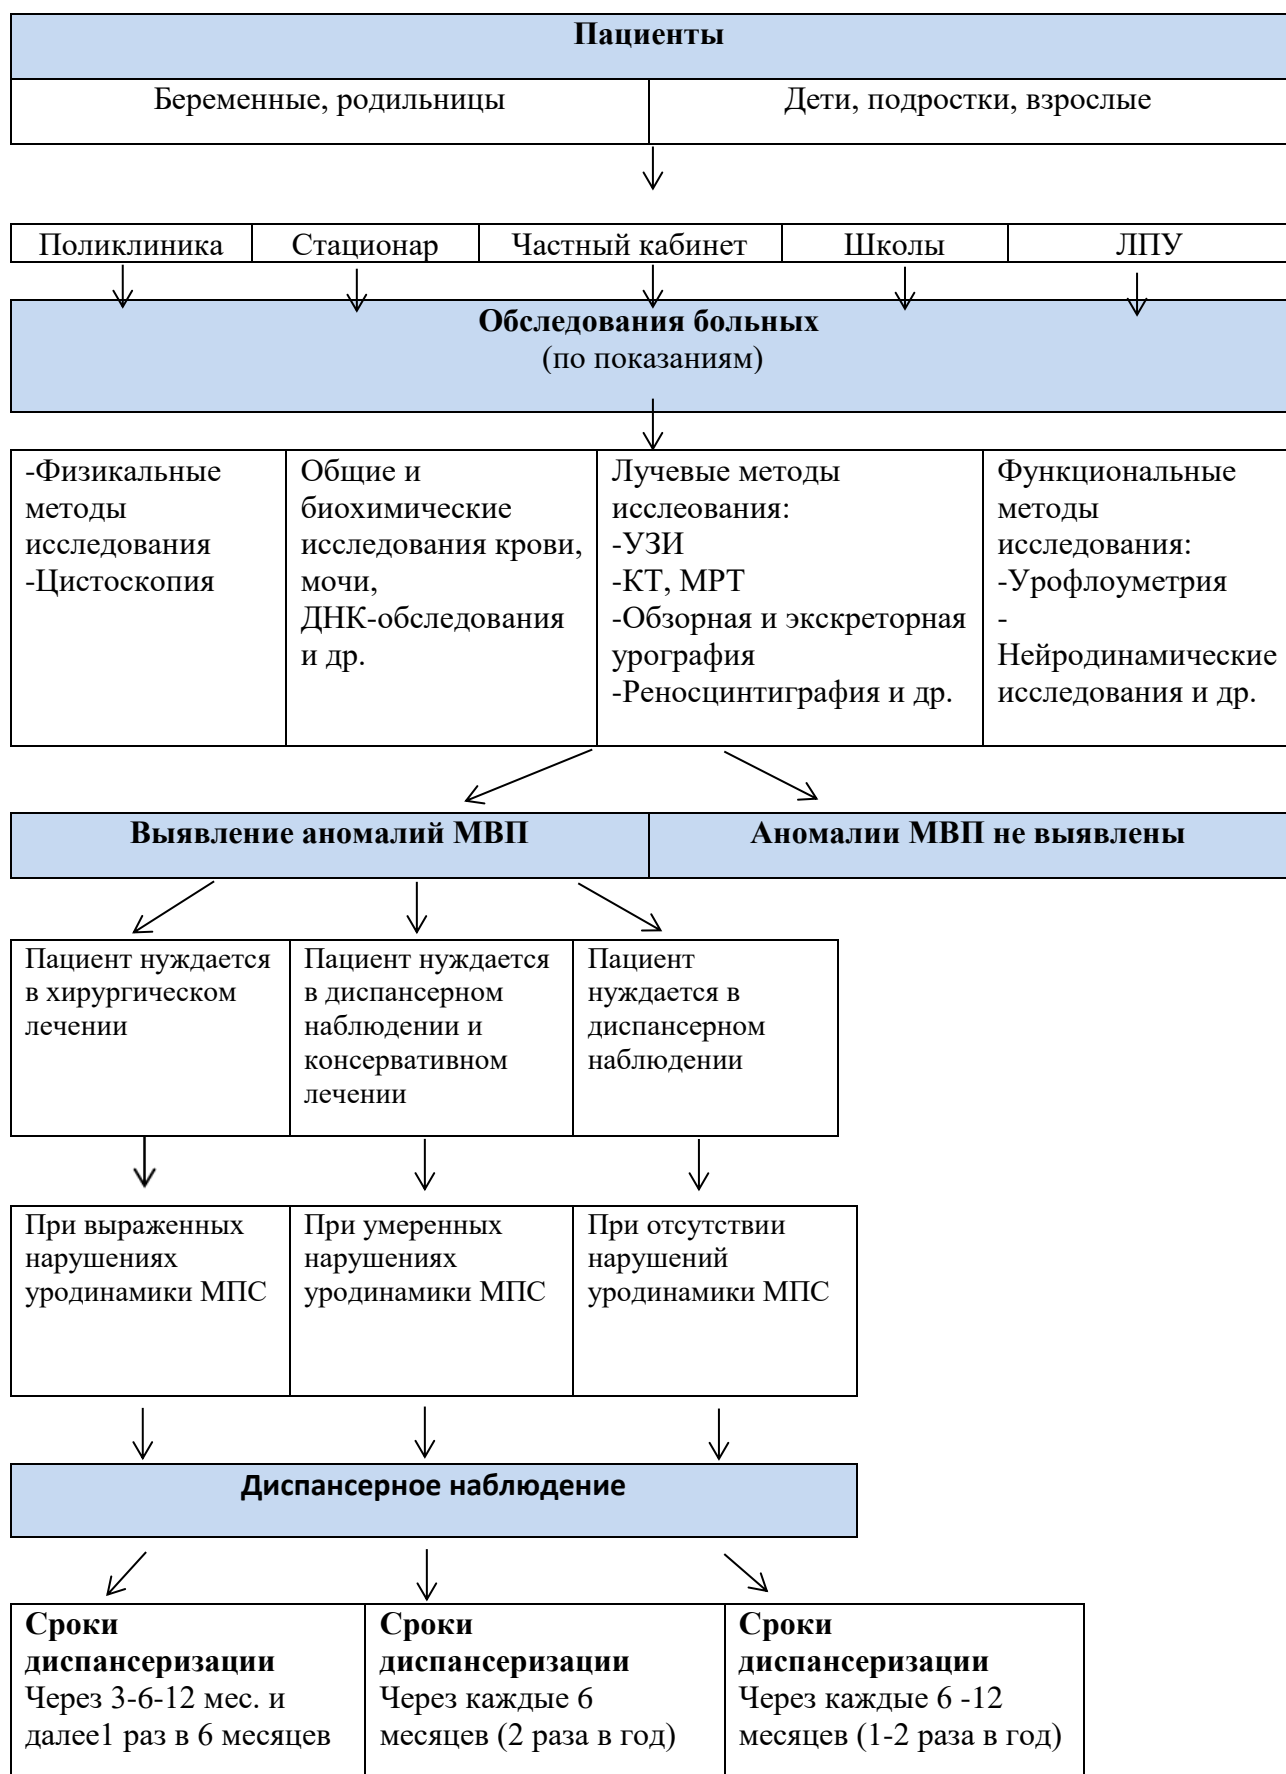 Пациенты
Беременные, родильницы
Дети, подростки, взрослые
Поликлиника
Стационар
Частный кабинет
Школы
ЛПУ
Обследования больных
(по показаниям)
-Физикальные
методы
исследования
-Цистоскопия
Общие и
биохимические
исследования крови,
мочи,
ДНК-обследования
и др.
Лучевые методы
исслеования:
-УЗИ
-КТ, МРТ
-Обзорная и экскреторная
урография
-Реносцинтиграфия и др.
Функциональные
методы
исследования:
-Урофлоуметрия
-
Нейродинамические
исследования и др.
Выявление аномалий МВП
Аномалии МВП не выявлены
Пациент нуждается
в хирургическом
лечении
Пациент нуждается
в диспансерном
наблюдении и
консервативном
лечении
Пациент
нуждается в
диспансерном
наблюдении
При выраженных
нарушениях
уродинамики МПС
При умеренных
нарушениях
уродинамики МПС
При отсутствии
нарушений
уродинамики МПС
Диспансерное наблюдение
Сроки
диспансеризации
Через 3-6-12 мес. и
далее1 раз в 6 месяцев
Сроки
диспансеризации
Через каждые 6
месяцев (2 раза в год)
Сроки
диспансеризации
Через каждые 6 -12
месяцев (1-2 раза в год)